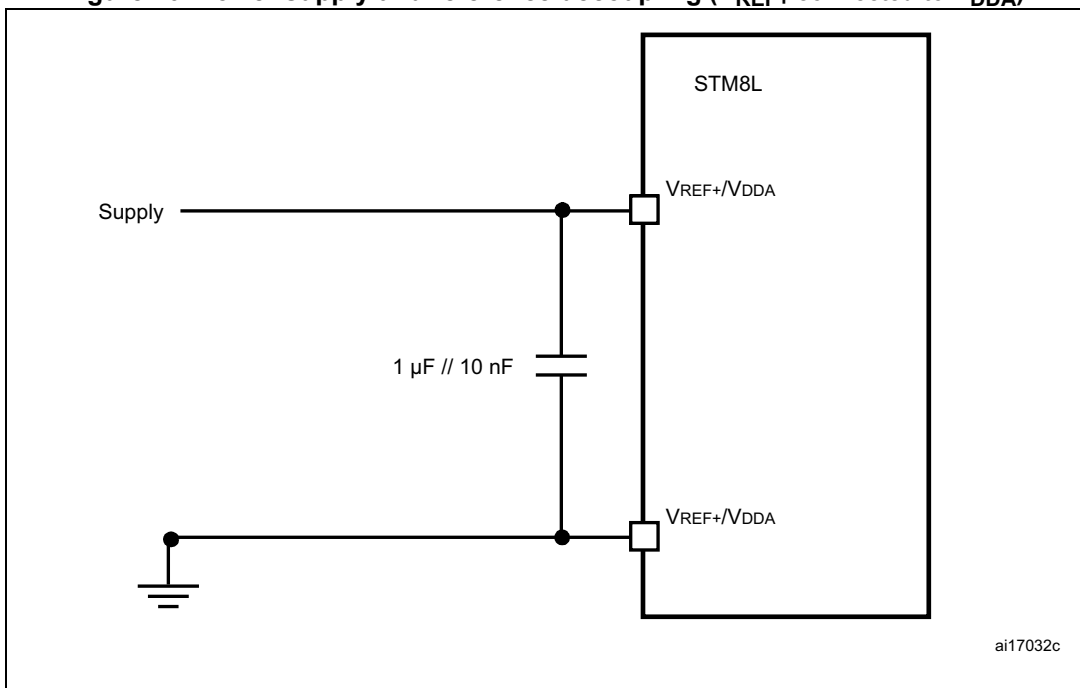 STM8L
VREF+/VDDA
Supply
1 µF // 10 nF
VREF+/VDDA
ai17032c